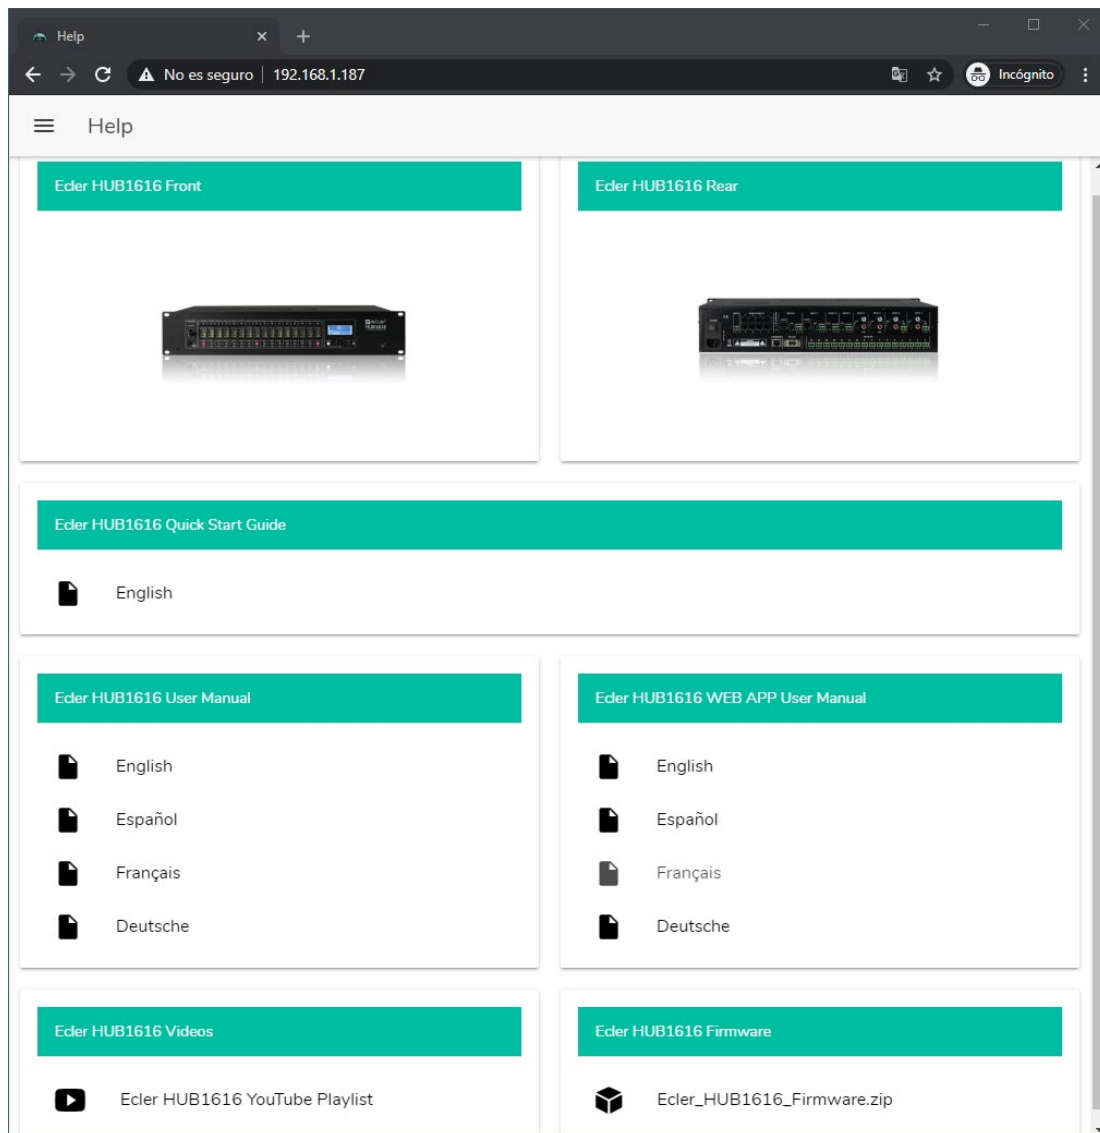 Help
No es seguro 192.168.1.187 Incógnito
Help
Ecler HUB1616 Front
Ecler HUB1616 Rear
ECLER
HUB1616
Ecler HUB1616 Quick Start Guide
English
Ecler HUB1616 User Manual
English
Español
Français
Deutsche
Ecler HUB1616 WEB APP User Manual
English
Español
Français
Deutsche
Ecler HUB1616 Videos
Ecler HUB1616 YouTube Playlist
Ecler HUB1616 Firmware
Ecler_HUB1616_Firmware.zip